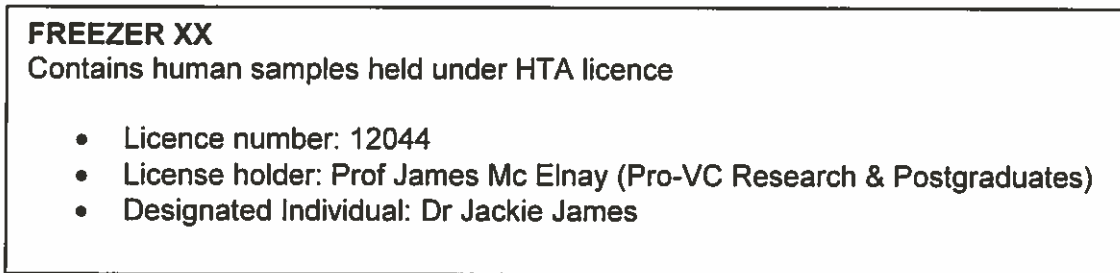 FREEZER XX
Contains human samples held under HTA licence
• Licence number: 12044
• License holder: Prof James Mc Elnay (Pro-VC Research & Postgraduates)
• Designated Individual: Dr Jackie James